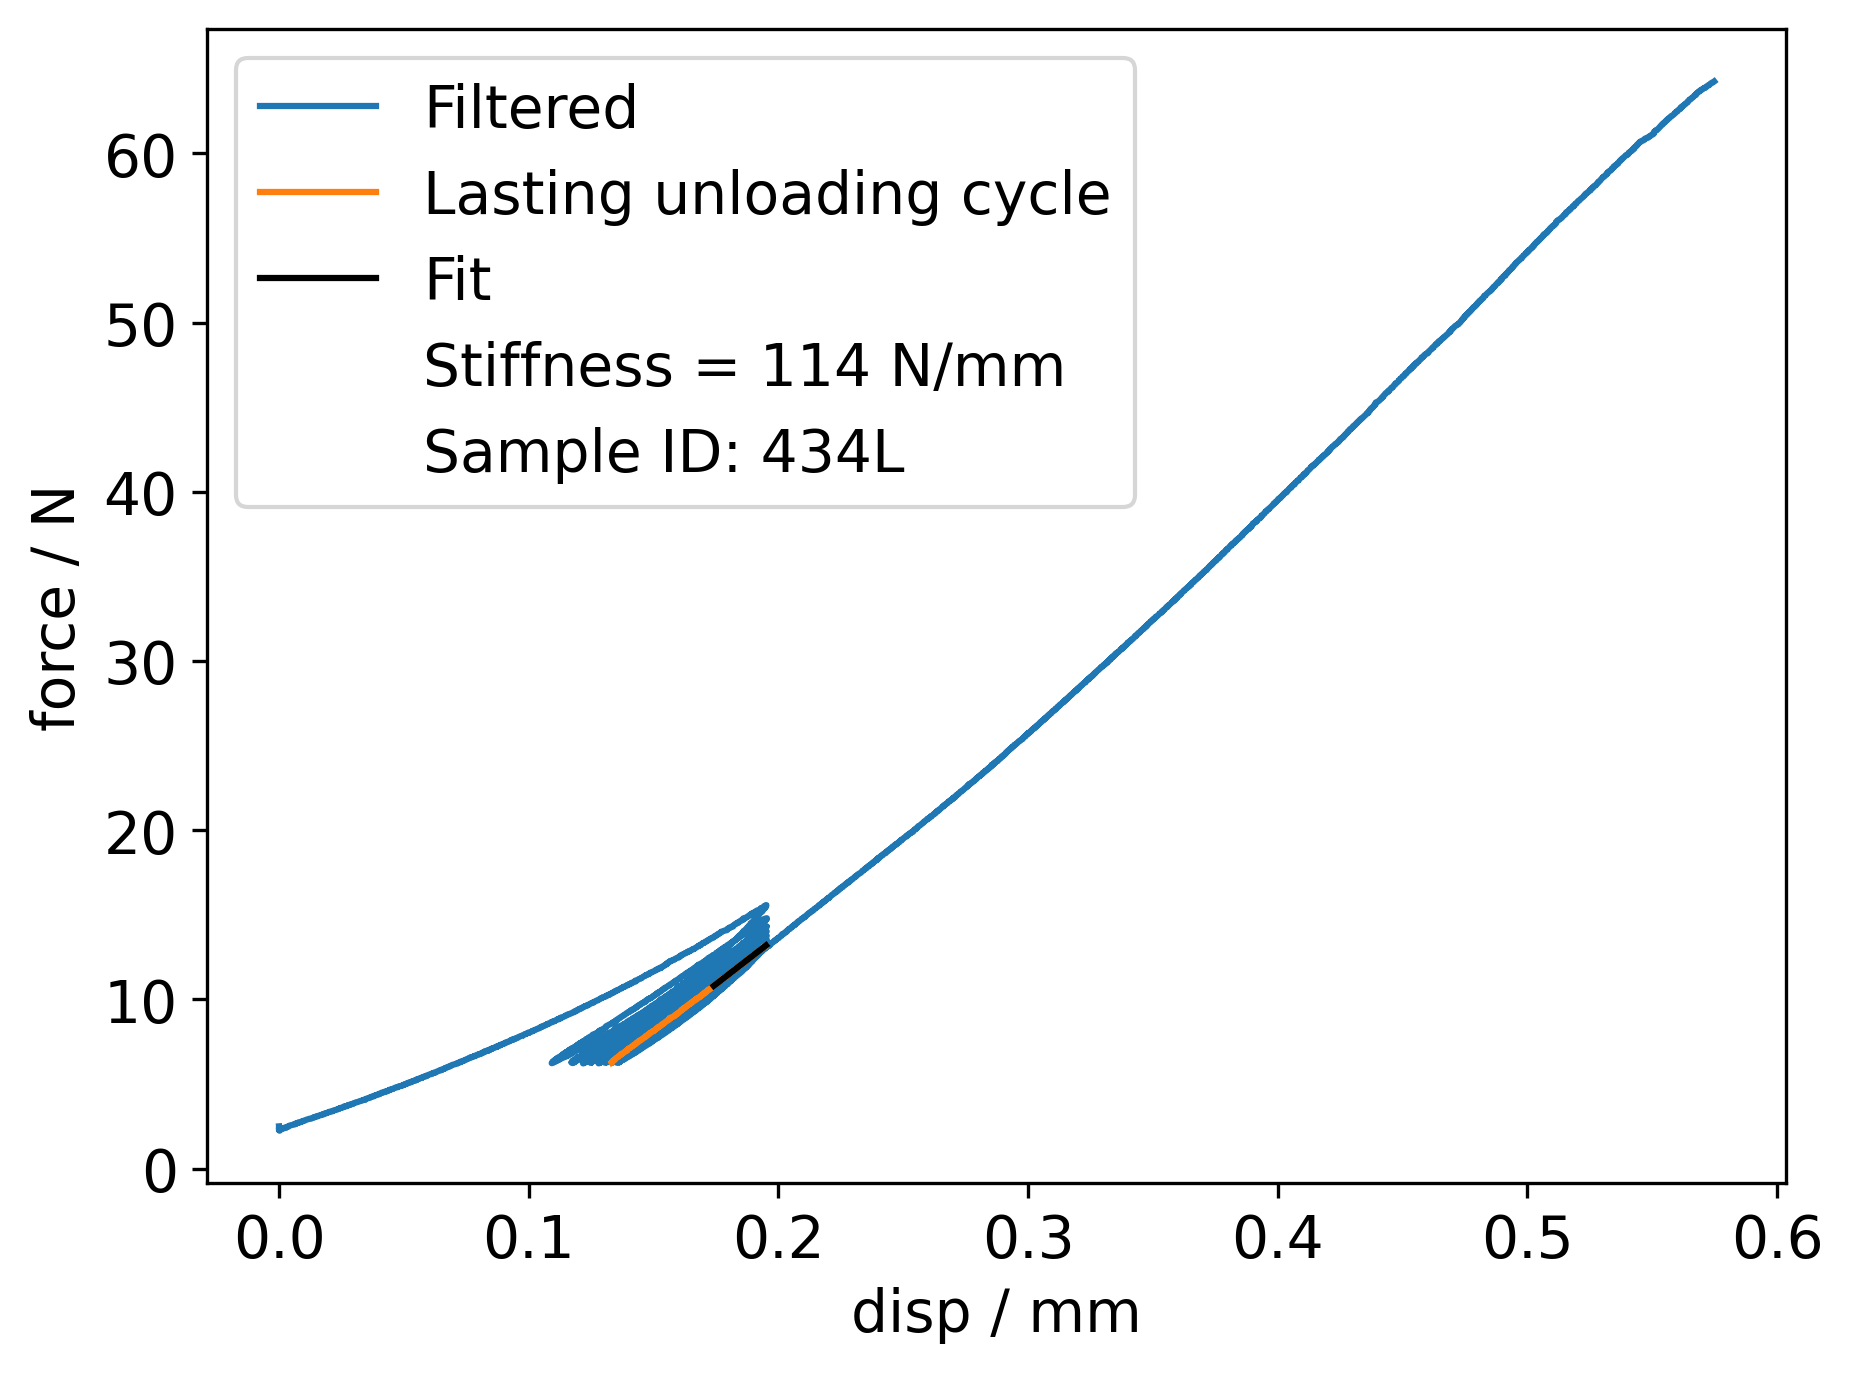 Filtered
Lasting unloading cycle
Fit
Stiffness = 114 N/mm
Sample ID: 434L
60
50
40
30
20
10
0
force / N
0.0 0.1 0.2 0.3 0.4 0.5 0.6
disp / mm